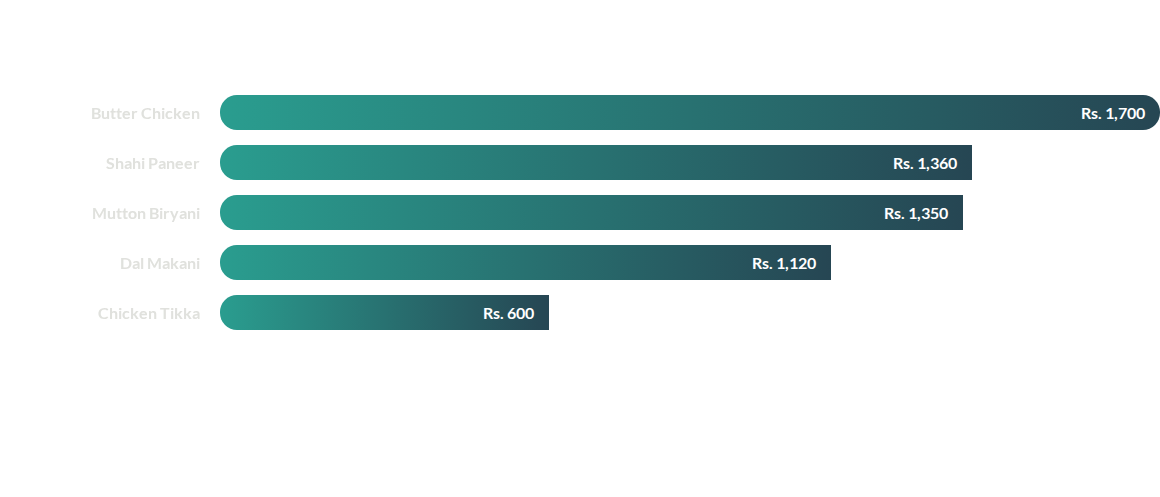 Butter Chicken Rs. 1,700
Shahi Paneer Rs. 1,360
Mutton Biryani Rs. 1,350
Dal Makani Rs. 1,120
Chicken Tikka Rs. 600